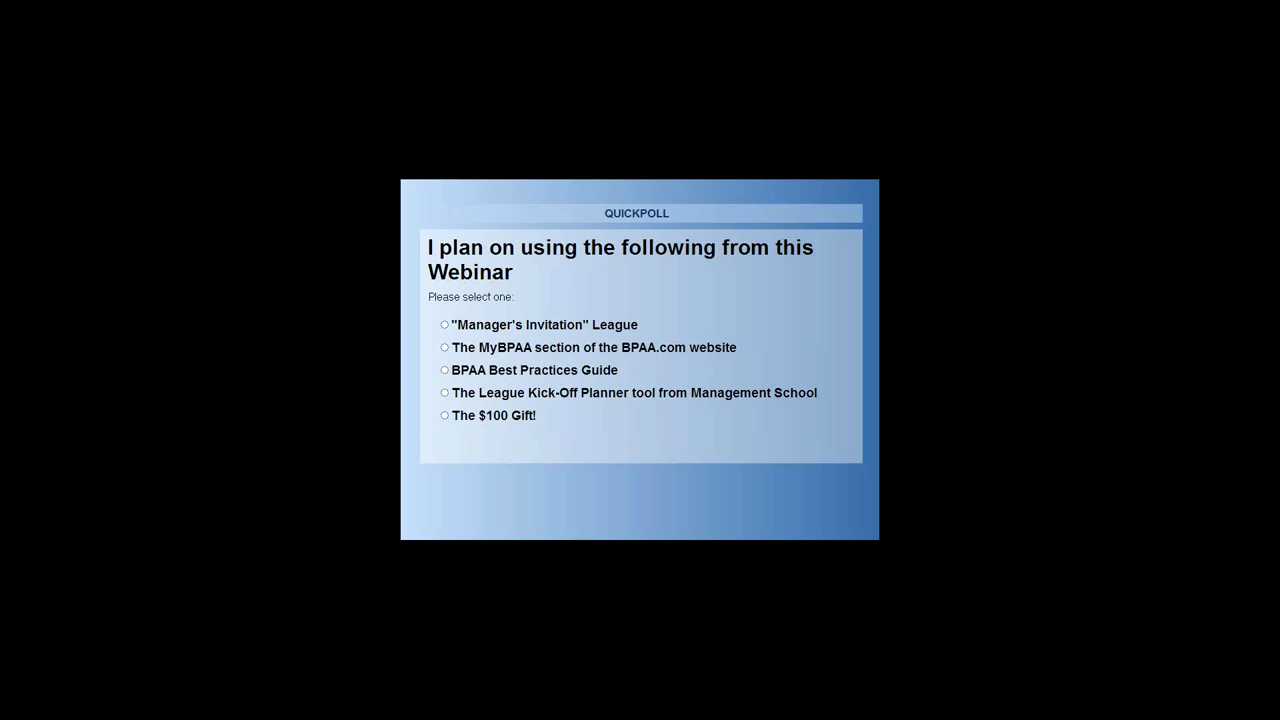 QUICKPOLL
I plan on using the following from this
Webinar
Please select one:
"Manager's Invitation" League
The MyBPAA section of the BPAA.com website
BPAA Best Practices Guide
The League Kick-Off Planner tool from Management School
The $100 Gift!